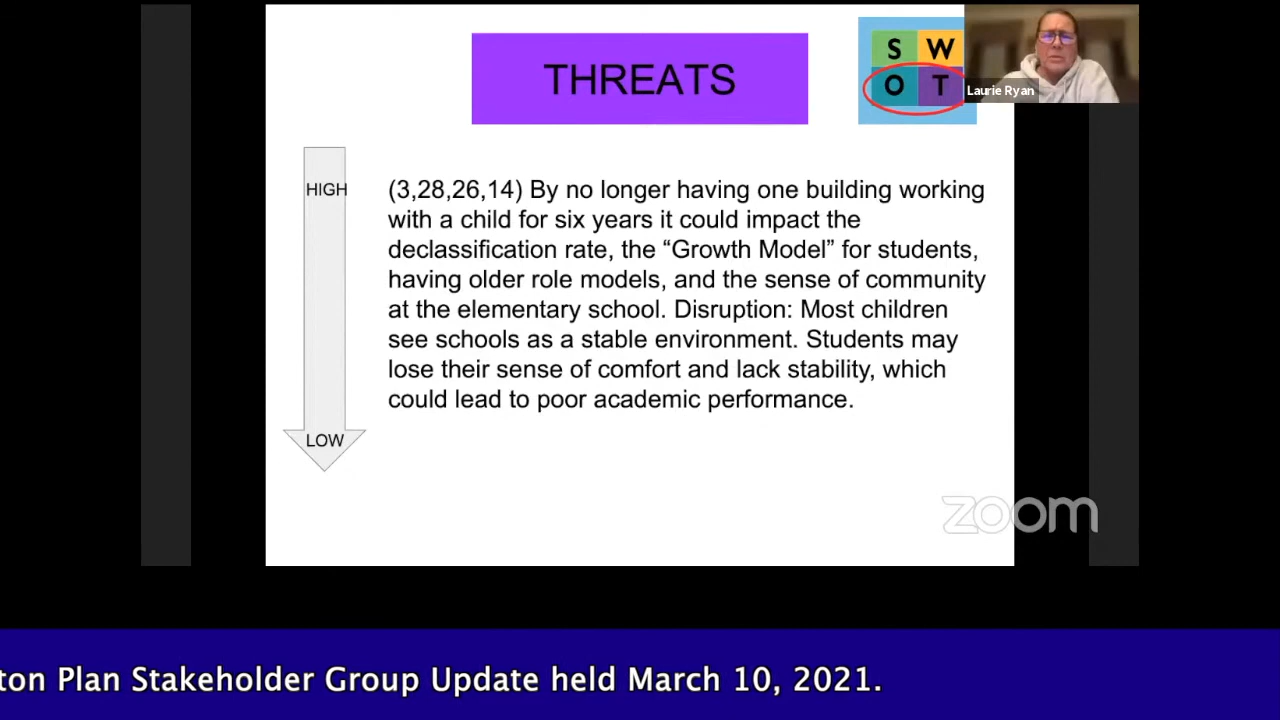 THREATS
S W
O T
Laurie Ryan
HIGH
(3,28,26,14) By no longer having one building working
with a child for six years it could impact the
declassification rate, the “Growth Model” for students,
having older role models, and the sense of community
at the elementary school. Disruption: Most children
see schools as a stable environment. Students may
lose their sense of comfort and lack stability, which
could lead to poor academic performance.
LOW
zoom
ton Plan Stakeholder Group Update held March 10, 2021.